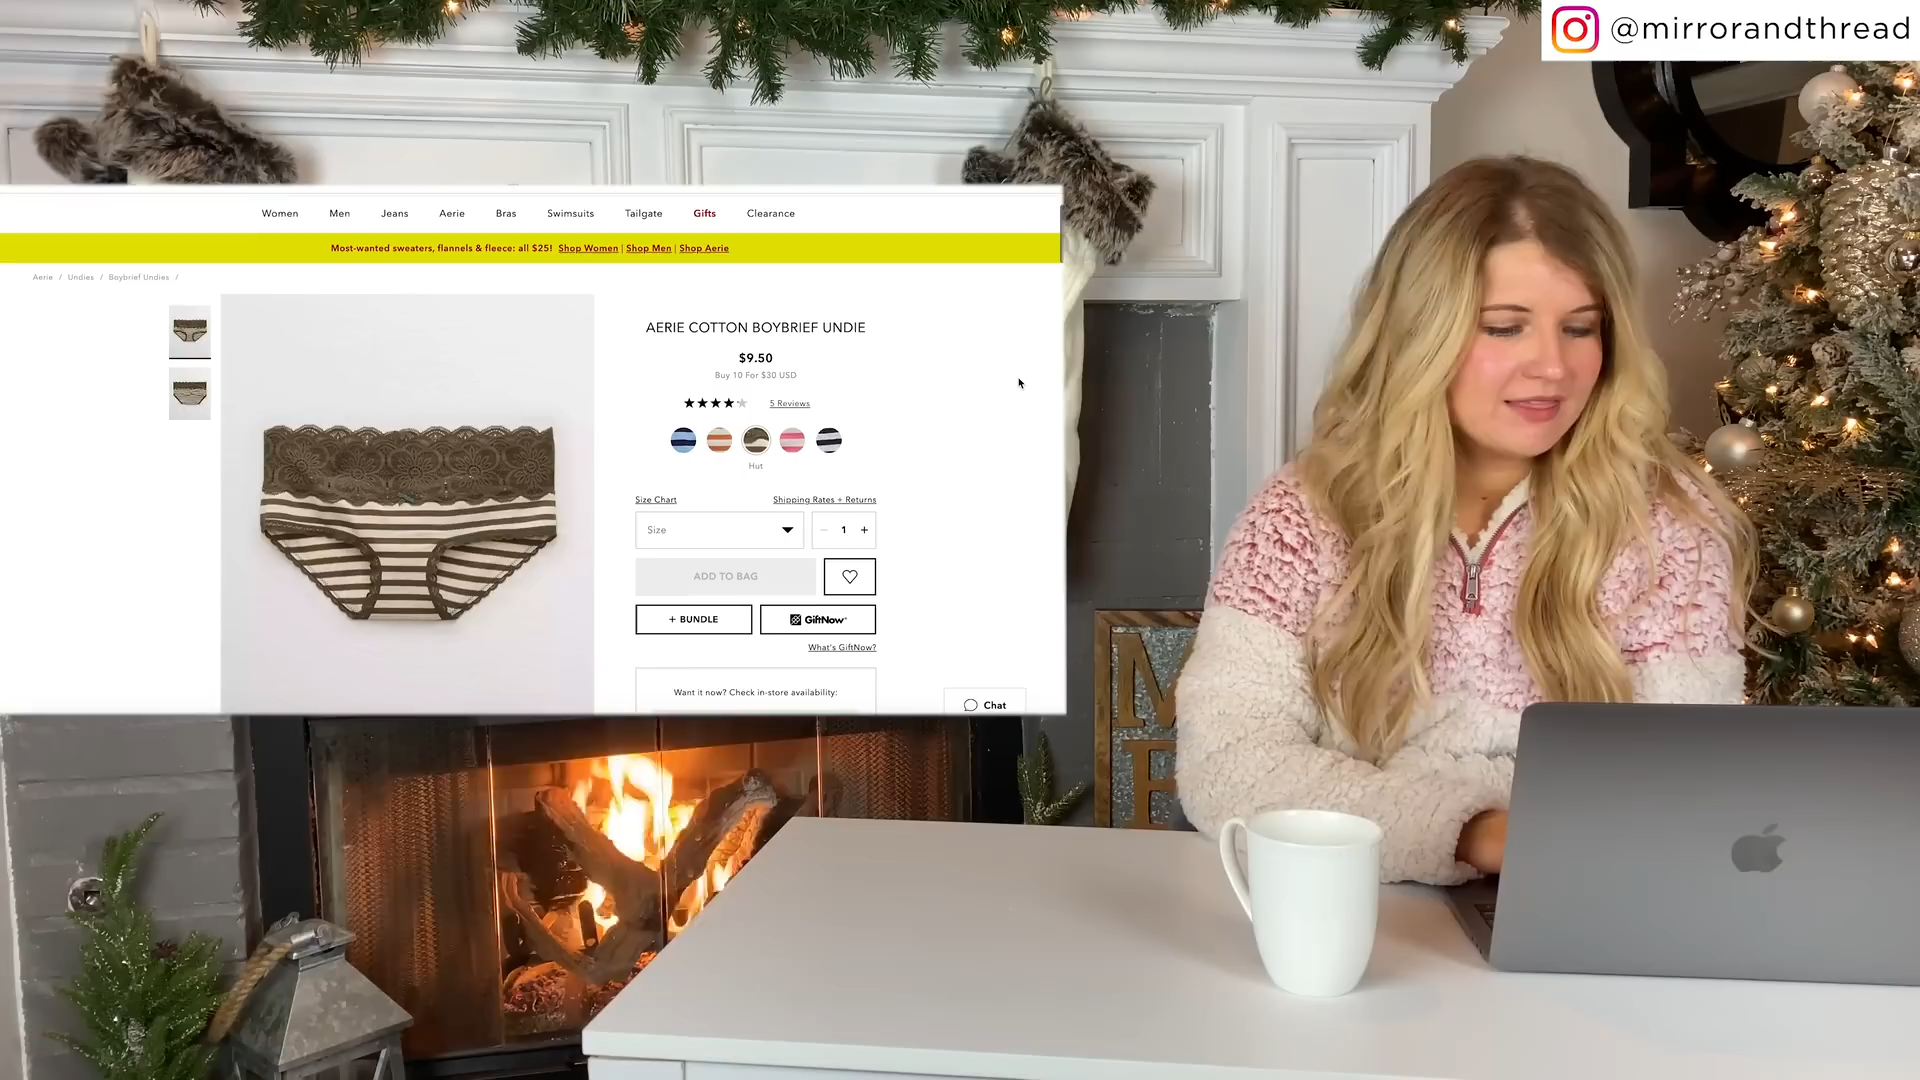 @mirrorandthread
Women Men Jeans Aerie Bras Swimsuits Tailgate Gifts Clearance
Most-wanted sweaters, flannels & fleece: all $25! Shop Women | Shop Men | Shop Aerie
Aerie / Undies / Boybrief Undies /
AERIE COTTON BOYBRIEF UNDIE
$9.50
Buy 10 For $30 USD
5 Reviews
Hut
Size Chart Shipping Rates + Returns
Size − 1 +
ADD TO BAG
+ BUNDLE GiftNow
What's GiftNow?
Want it now? Check in-store availability:
Chat
M